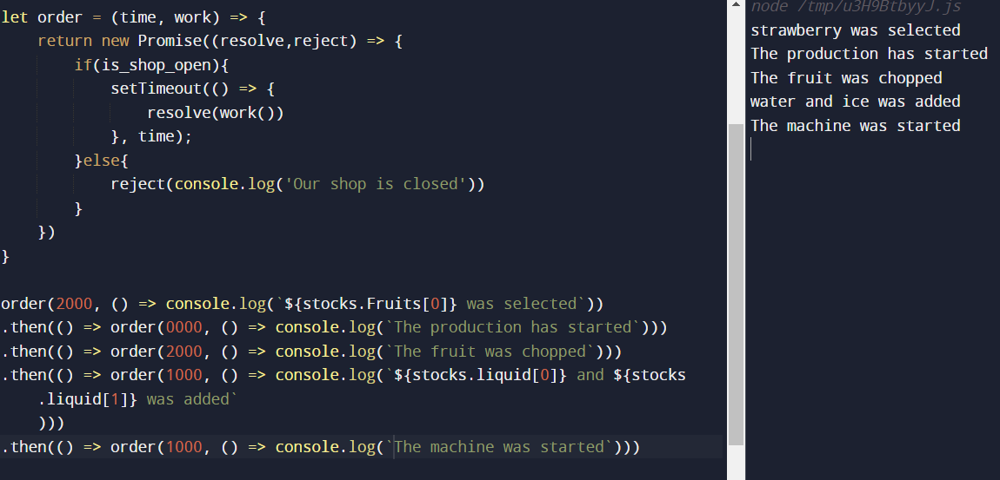 let order = (time, work) => {
    return new Promise((resolve,reject) => {
        if(is_shop_open){
            setTimeout(() => {
                resolve(work())
            }, time);
        }else{
            reject(console.log('Our shop is closed'))
        }
    })
}
order(2000, () => console.log(`${stocks.Fruits[0]} was selected`))
.then(() => order(0000, () => console.log(`The production has started`)))
.then(() => order(2000, () => console.log(`The fruit was chopped`)))
.then(() => order(1000, () => console.log(`${stocks.liquid[0]} and ${stocks
    .liquid[1]} was added`
    )))
.then(() => order(1000, () => console.log(`The machine was started`)))
node /tmp/u3H9BtbyyJ.js
strawberry was selected
The production has started
The fruit was chopped
water and ice was added
The machine was started